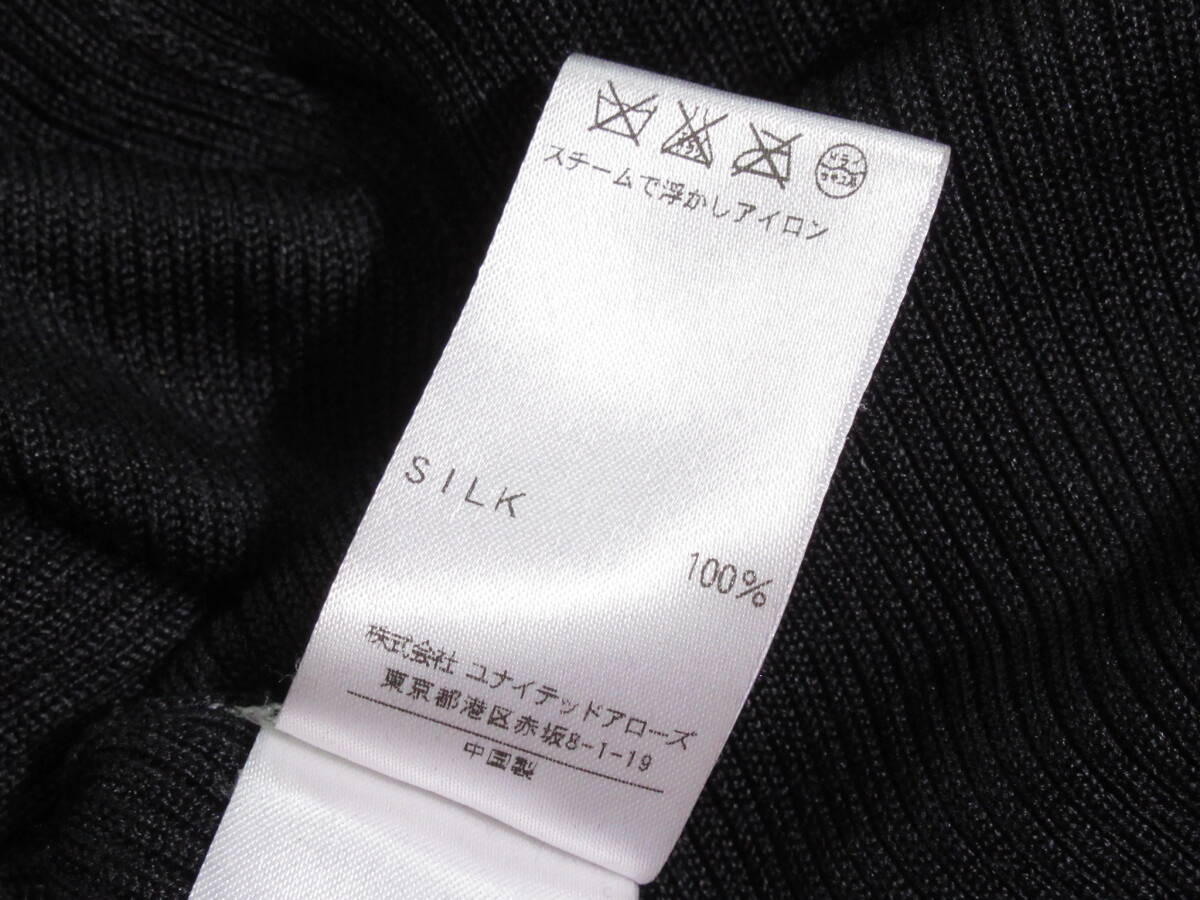 スチームで浮かしアイロン
SILK
100%
株式会社 ユナイテッドアローズ
東京都港区赤坂8-1-19
中国製